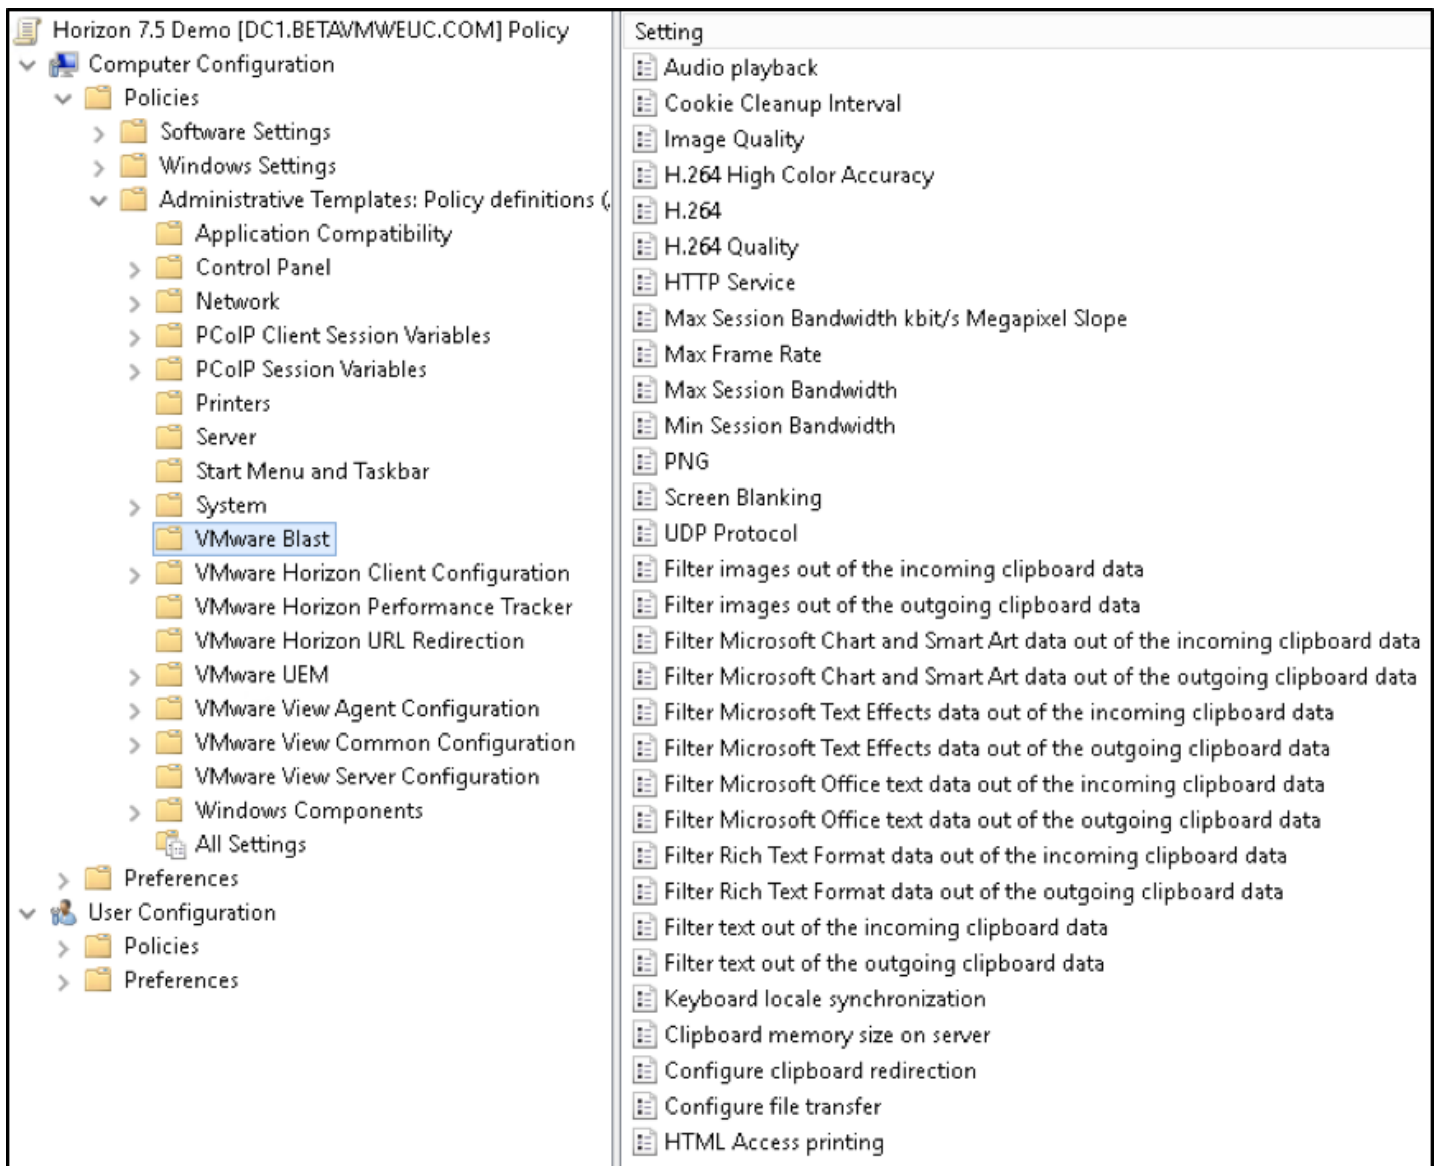 Horizon 7.5 Demo [DC1.BETAVMWEUC.COM] Policy
Computer Configuration
Policies
Software Settings
Windows Settings
Administrative Templates: Policy definitions (.
Application Compatibility
Control Panel
Network
PCoIP Client Session Variables
PCoIP Session Variables
Printers
Server
Start Menu and Taskbar
System
VMware Blast
VMware Horizon Client Configuration
VMware Horizon Performance Tracker
VMware Horizon URL Redirection
VMware UEM
VMware View Agent Configuration
VMware View Common Configuration
VMware View Server Configuration
Windows Components
All Settings
Preferences
User Configuration
Policies
Preferences
Setting
Audio playback
Cookie Cleanup Interval
Image Quality
H.264 High Color Accuracy
H.264
H.264 Quality
HTTP Service
Max Session Bandwidth kbit/s Megapixel Slope
Max Frame Rate
Max Session Bandwidth
Min Session Bandwidth
PNG
Screen Blanking
UDP Protocol
Filter images out of the incoming clipboard data
Filter images out of the outgoing clipboard data
Filter Microsoft Chart and Smart Art data out of the incoming clipboard data
Filter Microsoft Chart and Smart Art data out of the outgoing clipboard data
Filter Microsoft Text Effects data out of the incoming clipboard data
Filter Microsoft Text Effects data out of the outgoing clipboard data
Filter Microsoft Office text data out of the incoming clipboard data
Filter Microsoft Office text data out of the outgoing clipboard data
Filter Rich Text Format data out of the incoming clipboard data
Filter Rich Text Format data out of the outgoing clipboard data
Filter text out of the incoming clipboard data
Filter text out of the outgoing clipboard data
Keyboard locale synchronization
Clipboard memory size on server
Configure clipboard redirection
Configure file transfer
HTML Access printing